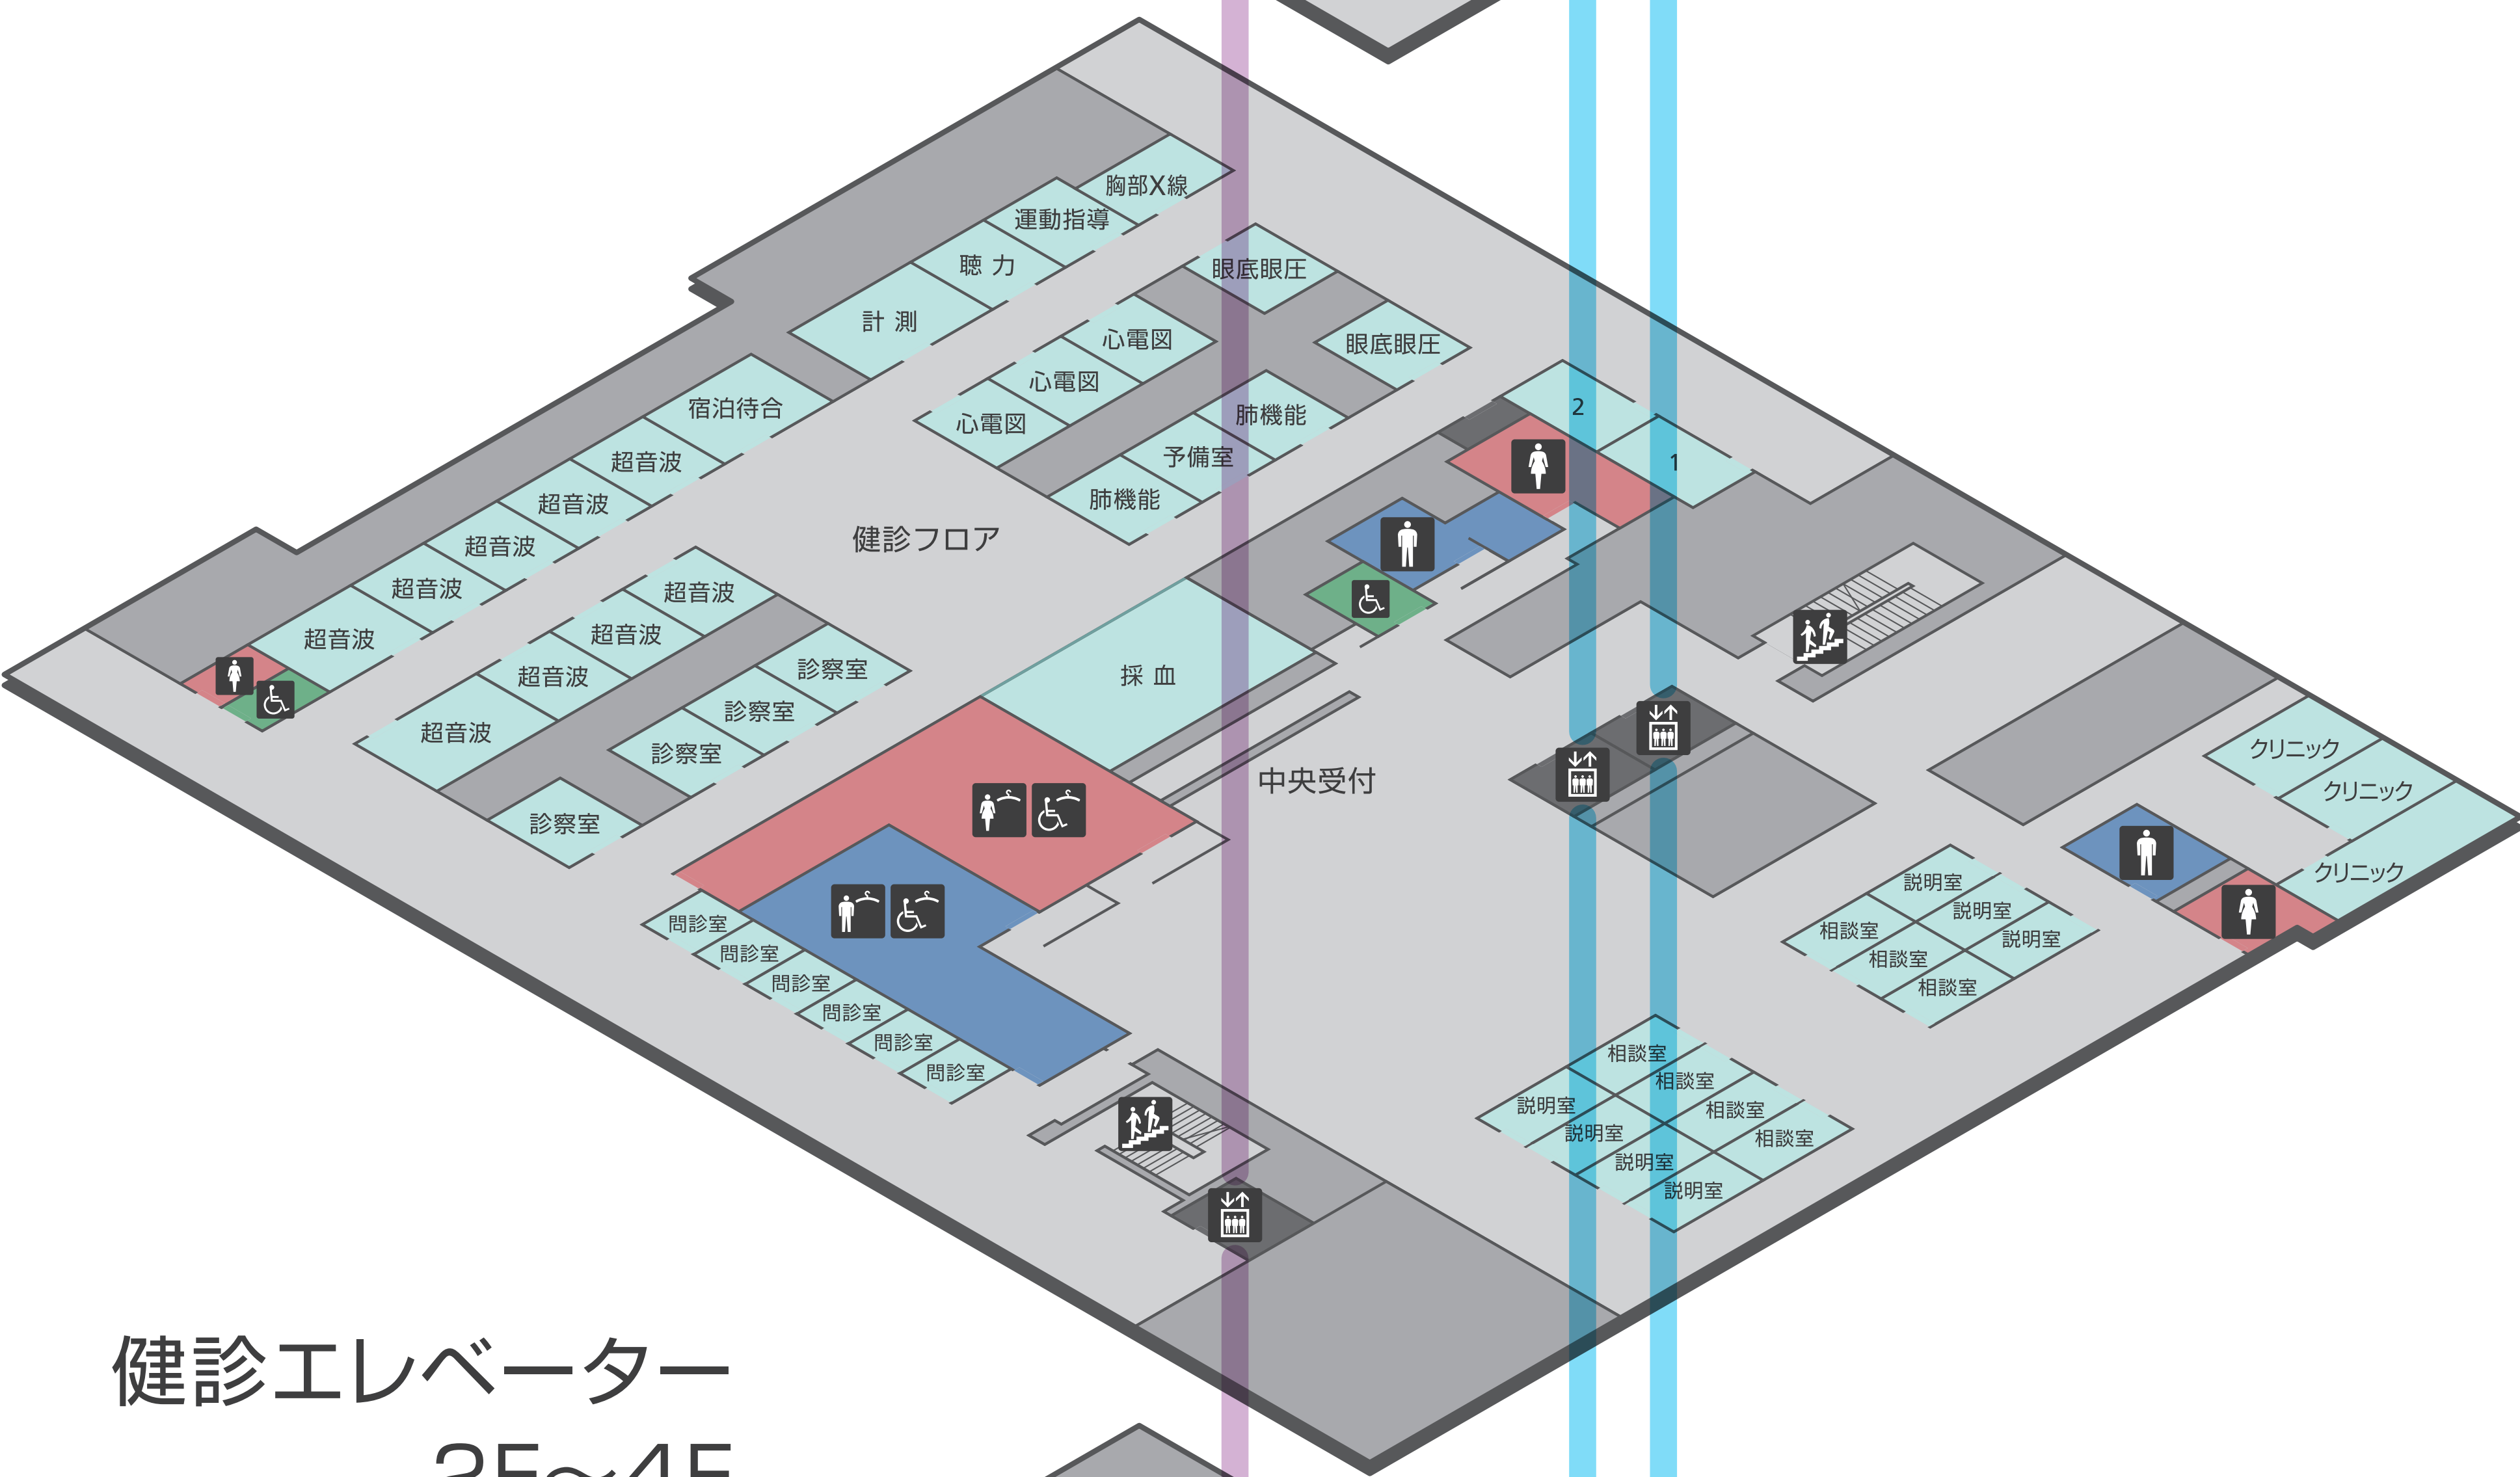 胸部X線
運動指導
聴 力
計 測
眼底眼圧
心電図
心電図
心電図
眼底眼圧
肺機能
予備室
肺機能
宿泊待合
超音波
超音波
超音波
超音波
超音波
超音波
超音波
超音波
超音波
診察室
診察室
診察室
診察室
健診フロア
2
1
採 血
中央受付
問診室
問診室
問診室
問診室
問診室
問診室
クリニック
クリニック
クリニック
説明室
説明室
説明室
相談室
相談室
相談室
相談室
相談室
相談室
相談室
説明室
説明室
説明室
説明室
健診エレベーター